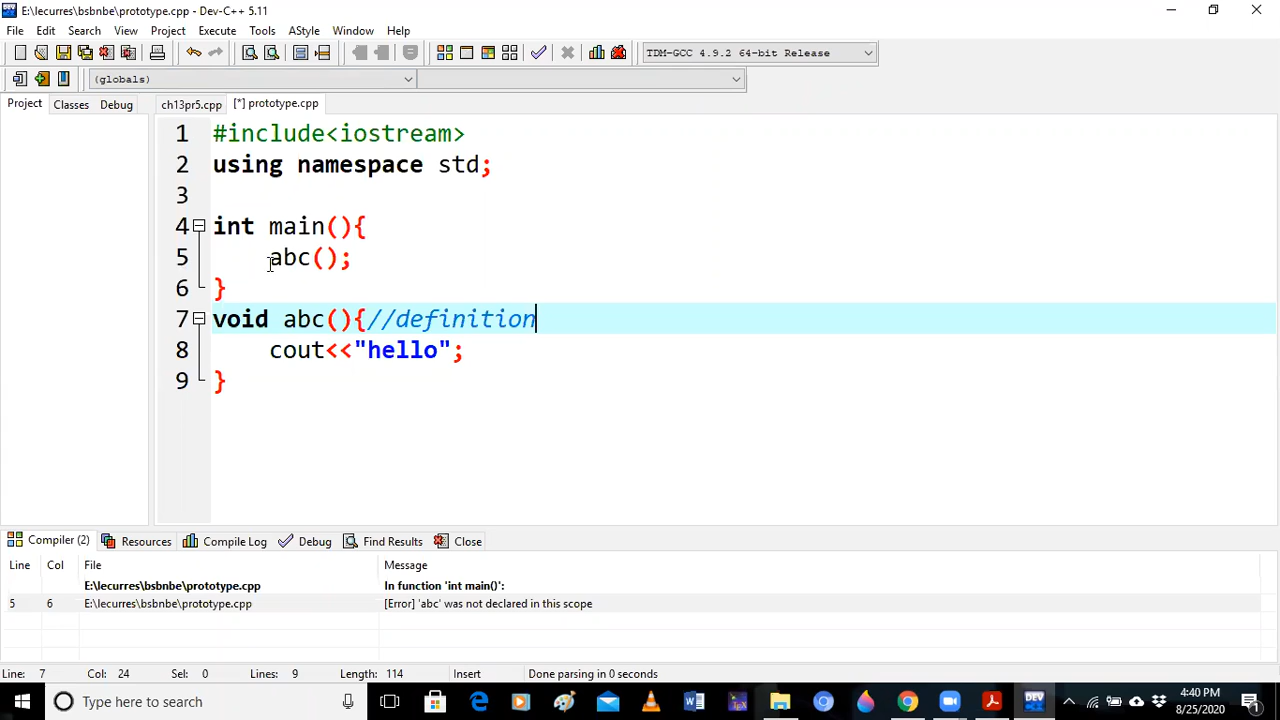 E:\lecurres\bsbnbe\prototype.cpp - Dev-C++ 5.11
File Edit Search View Project Execute Tools AStyle Window Help
TDM-GCC 4.9.2 64-bit Release
(globals)
Project Classes Debug ch13pr5.cpp [*] prototype.cpp
1 #include<iostream>
2 using namespace std;
3
4 int main(){
5 abc();
6 }
7 void abc(){//definition
8 cout<<"hello";
9 }
Compiler (2) Resources Compile Log Debug Find Results Close
Line Col File Message
E:\lecurres\bsbnbe\prototype.cpp In function 'int main()':
5 6 E:\lecurres\bsbnbe\prototype.cpp [Error] 'abc' was not declared in this scope
Line: 7 Col: 24 Sel: 0 Lines: 9 Length: 114 Insert Done parsing in 0 seconds
Type here to search
DEV
4:40 PM
8/25/2020
1